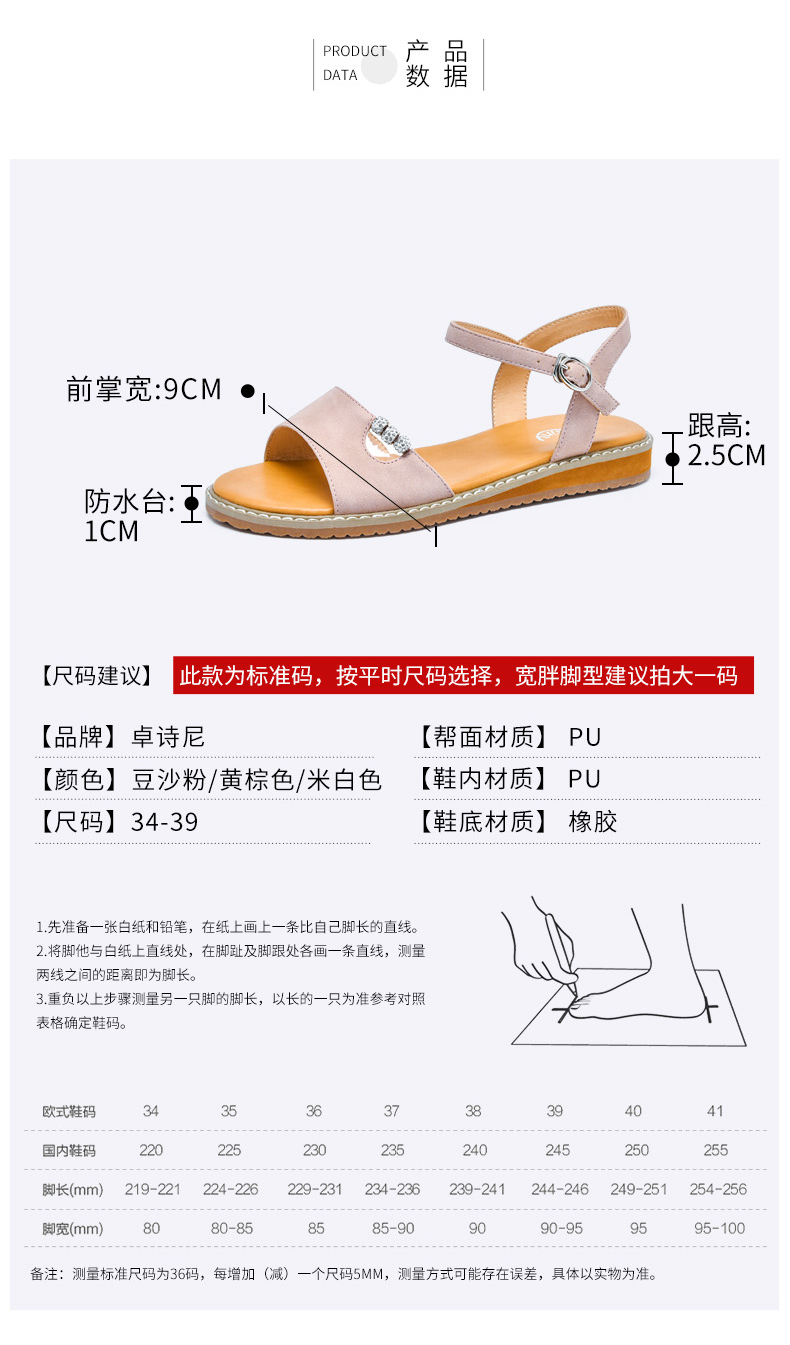 PRODUCT
DATA
产品
数据
前掌宽:9CM
跟高:
2.5CM
防水台:
1CM
【尺码建议】 此款为标准码，按平时尺码选择，宽胖脚型建议拍大一码
【品牌】卓诗尼 【帮面材质】 PU
【颜色】豆沙粉/黄棕色/米白色 【鞋内材质】 PU
【尺码】34-39 【鞋底材质】 橡胶
1.先准备一张白纸和铅笔，在纸上画上一条比自己脚长的直线。
2.将脚他与白纸上直线处，在脚趾及脚跟处各画一条直线，测量
两线之间的距离即为脚长。
3.重负以上步骤测量另一只脚的脚长，以长的一只为准参考对照
表格确定鞋码。
欧式鞋码 34 35 36 37 38 39 40 41
国内鞋码 220 225 230 235 240 245 250 255
脚长(mm) 219-221 224-226 229-231 234-236 239-241 244-246 249-251 254-256
脚宽(mm) 80 80-85 85 85-90 90 90-95 95 95-100
备注：测量标准尺码为36码，每增加（减）一个尺码5MM，测量方式可能存在误差，具体以实物为准。